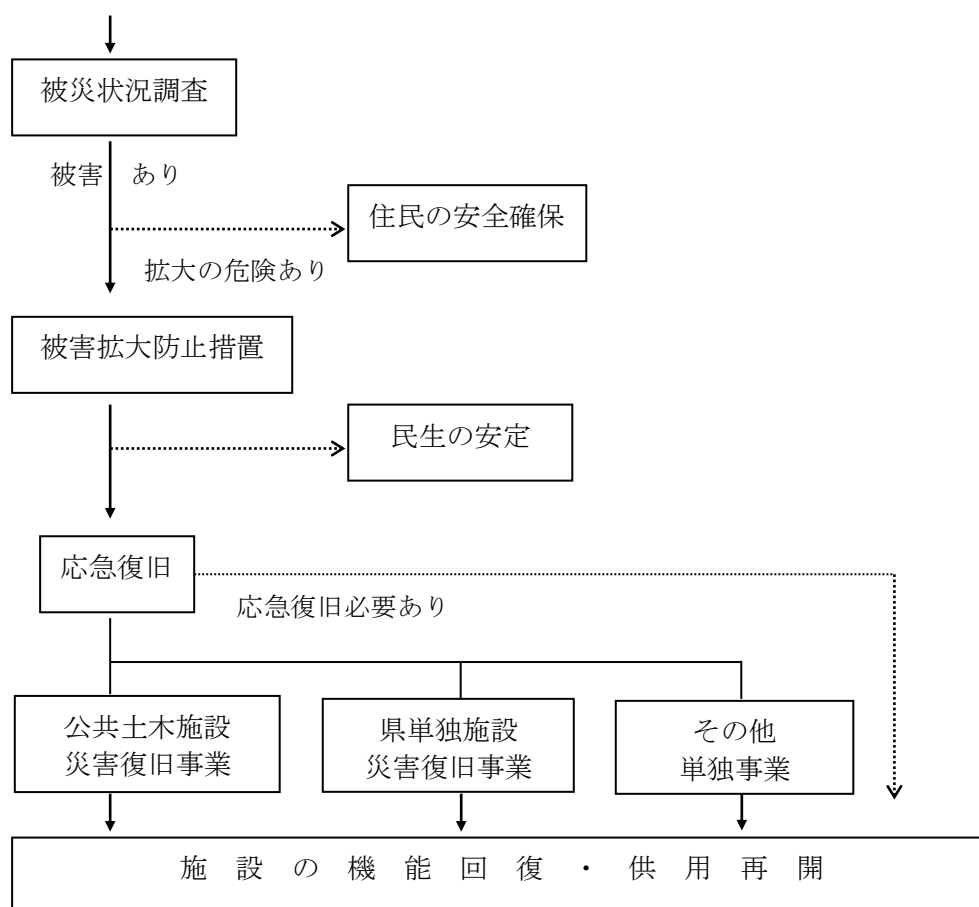 被災状況調査
被害 あり
住民の安全確保
拡大の危険あり
被害拡大防止措置
民生の安定
応急復旧
応急復旧必要あり
公共土木施設
災害復旧事業
県単独施設
災害復旧事業
その他
単独事業
施設の機能回復・供用再開